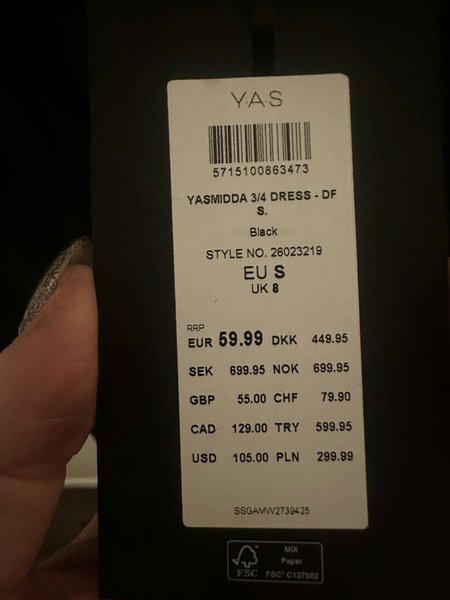 Y.A.S
5715100863473
YASMIDDA 3/4 DRESS - DF
S.
Black
STYLE NO. 26023219
EU S
UK 8
RRP
EUR 59.99 DKK 449.95
SEK 699.95 NOK 699.95
GBP 55.00 CHF 79.90
CAD 129.00 TRY 599.95
USD 105.00 PLN 299.99
SSGAMW2739425
MIX
Paper
FSC FSC® C137982